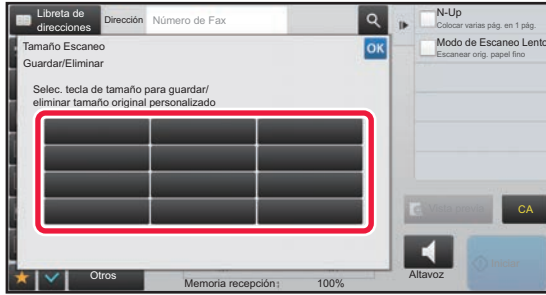 Libreta de
direcciones
Dirección
Número de Fax
N-Up
Colocar varias pág. en 1 pág.
Tamaño Escaneo
OK
Modo de Escaneo Lento
Escanear orig. papel fino
Guardar/Eliminar
Selec. tecla de tamaño para guardar/
eliminar tamaño original personalizado
CA
Otros
Memoria recepción:
100%
Altavoz